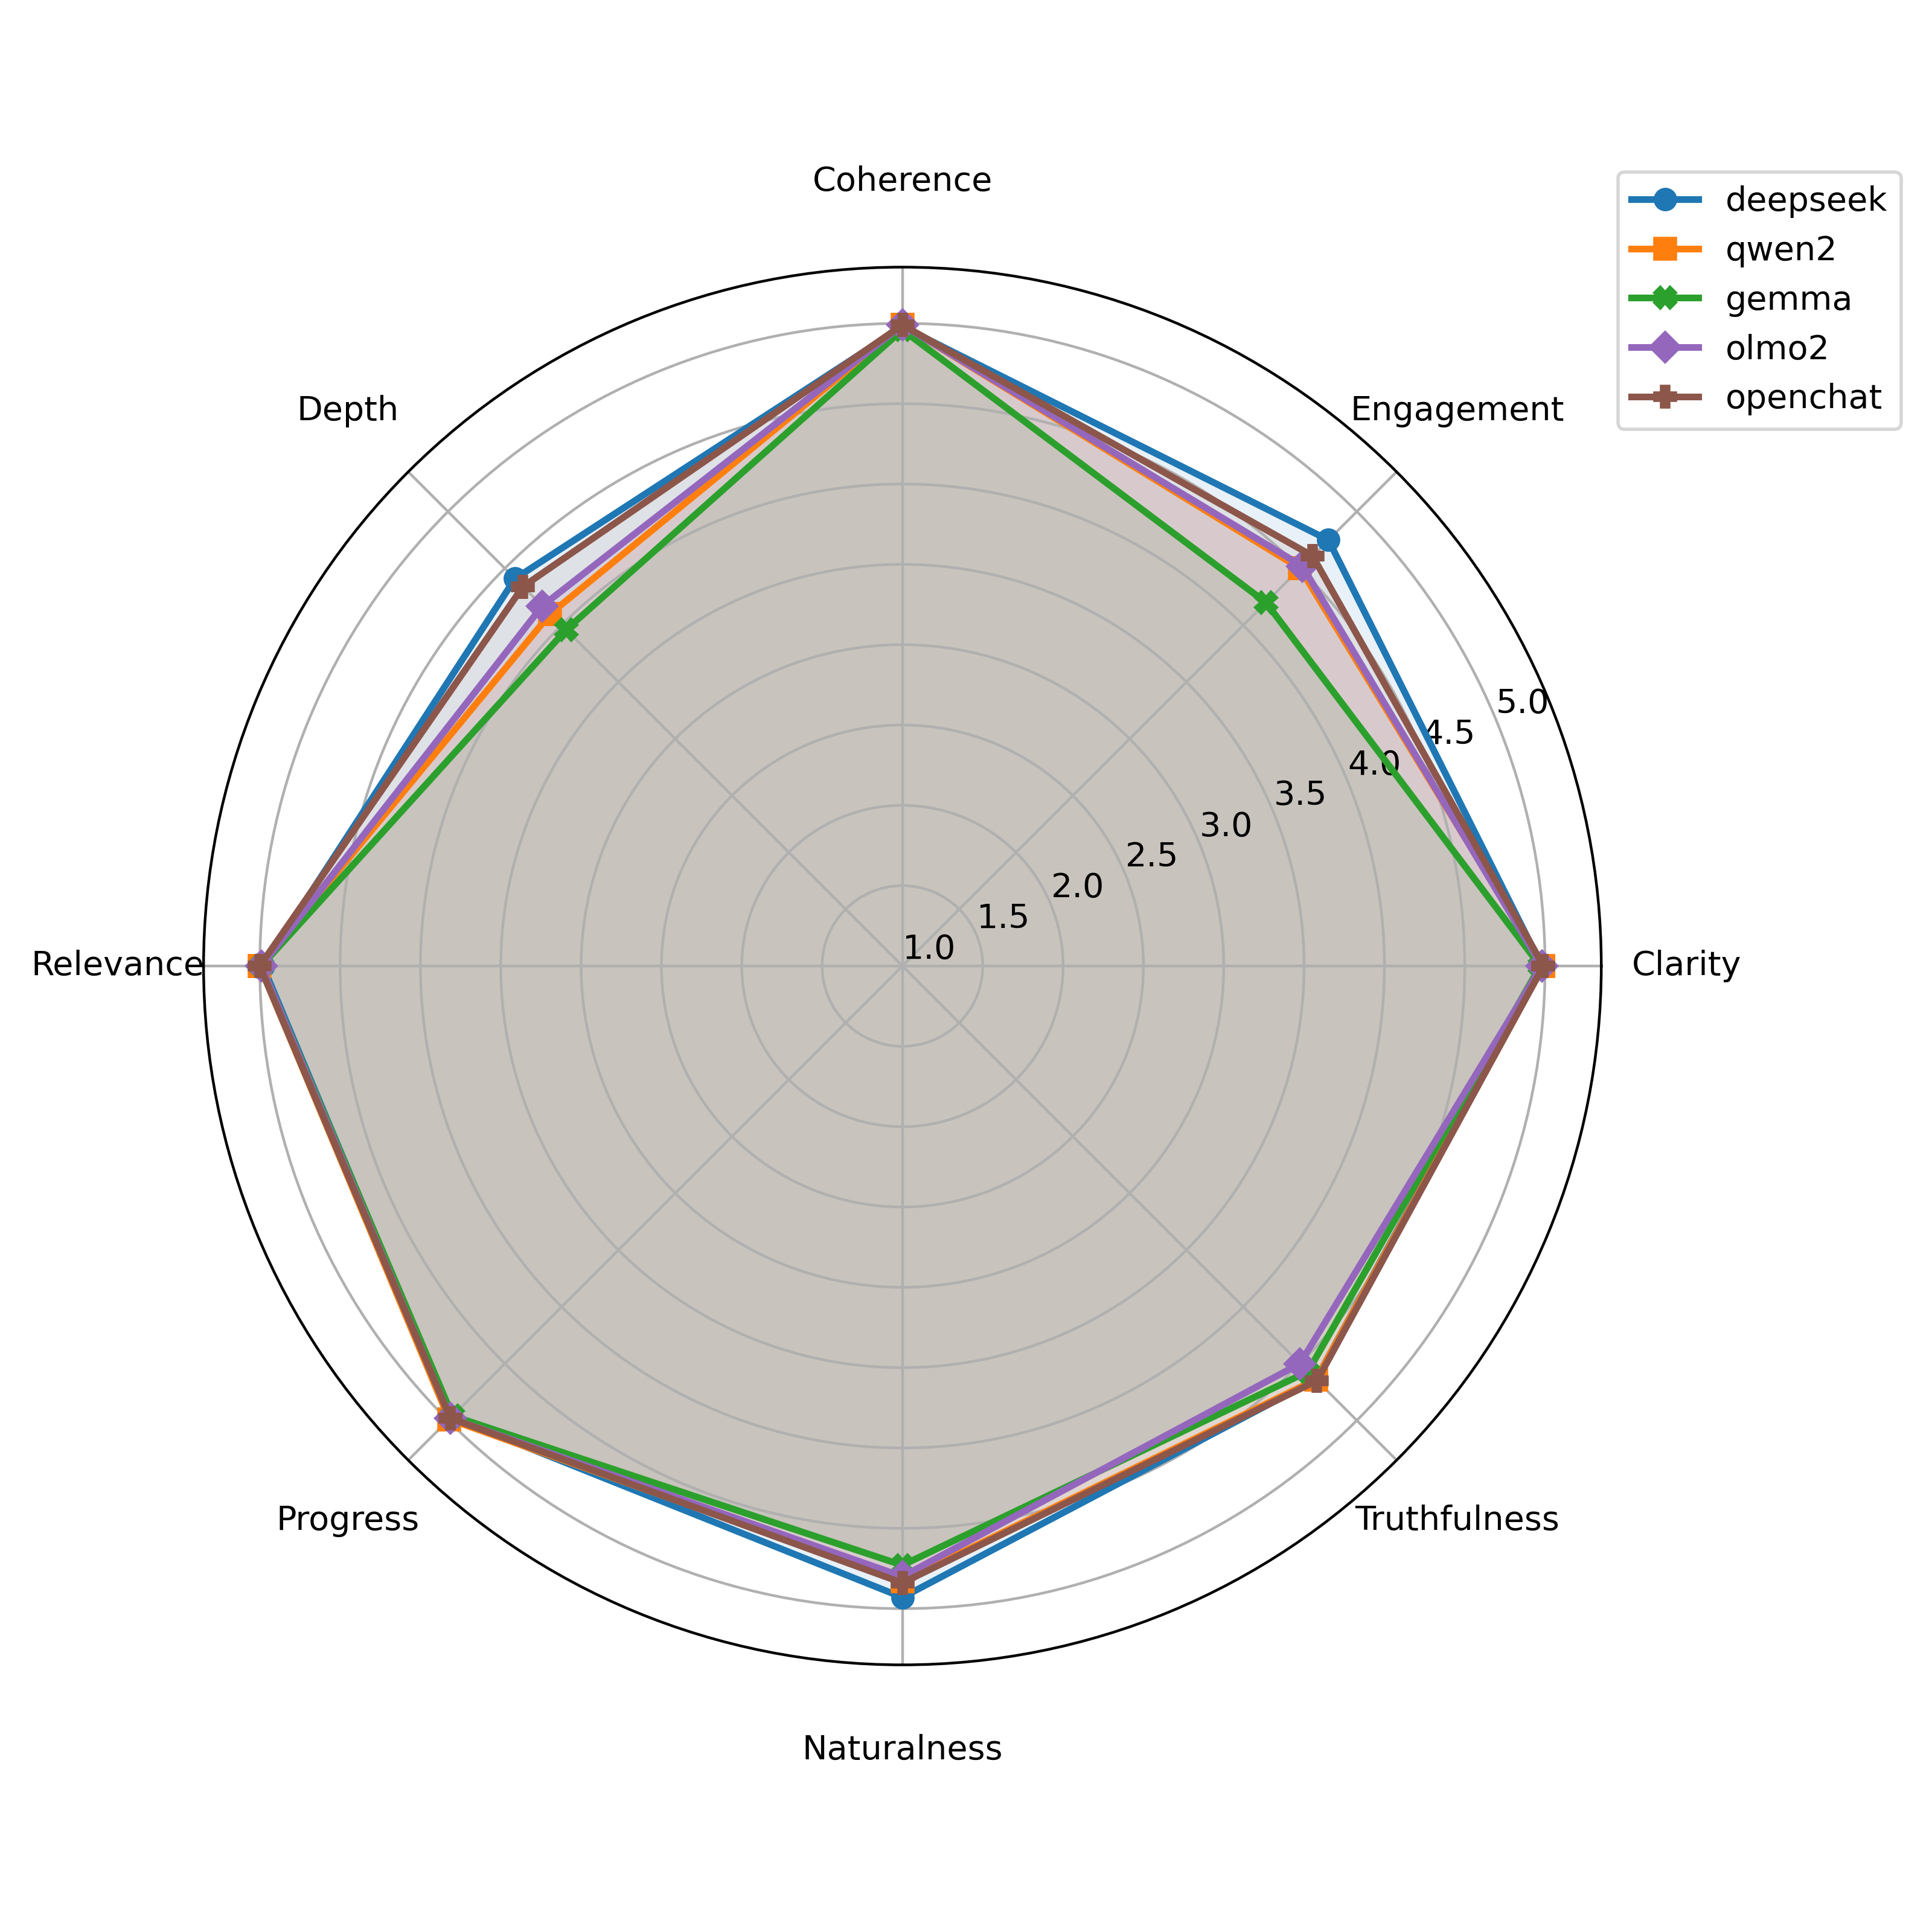 Coherence
deepseek
qwen2
gemma
olmo2
openchat
Depth
Engagement
5.0
4.5
4.0
3.5
3.0
2.5
2.0
1.5
1.0
Relevance
Clarity
Progress
Truthfulness
Naturalness